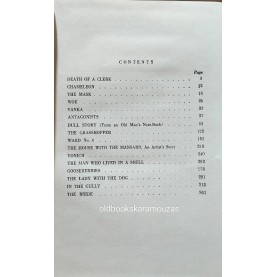 CONTENTS
Page
DEATH OF A CLERK
CHAMELEON
THE MASK
WOE
VANKA
ANTAGONISTS
DULL STORY (From an Old Man's Note-Book)
THE GRASSHOPPER
WARD No. 6
THE HOUSE WITH THE MANSARD, An Artist's Story
IONICH
THE MAN WHO LIVED IN A SHELL
GOOSEBERRIES
THE LADY WITH THE DOG
IN THE GULLY
THE BRIDE
oldbookskaramouzas